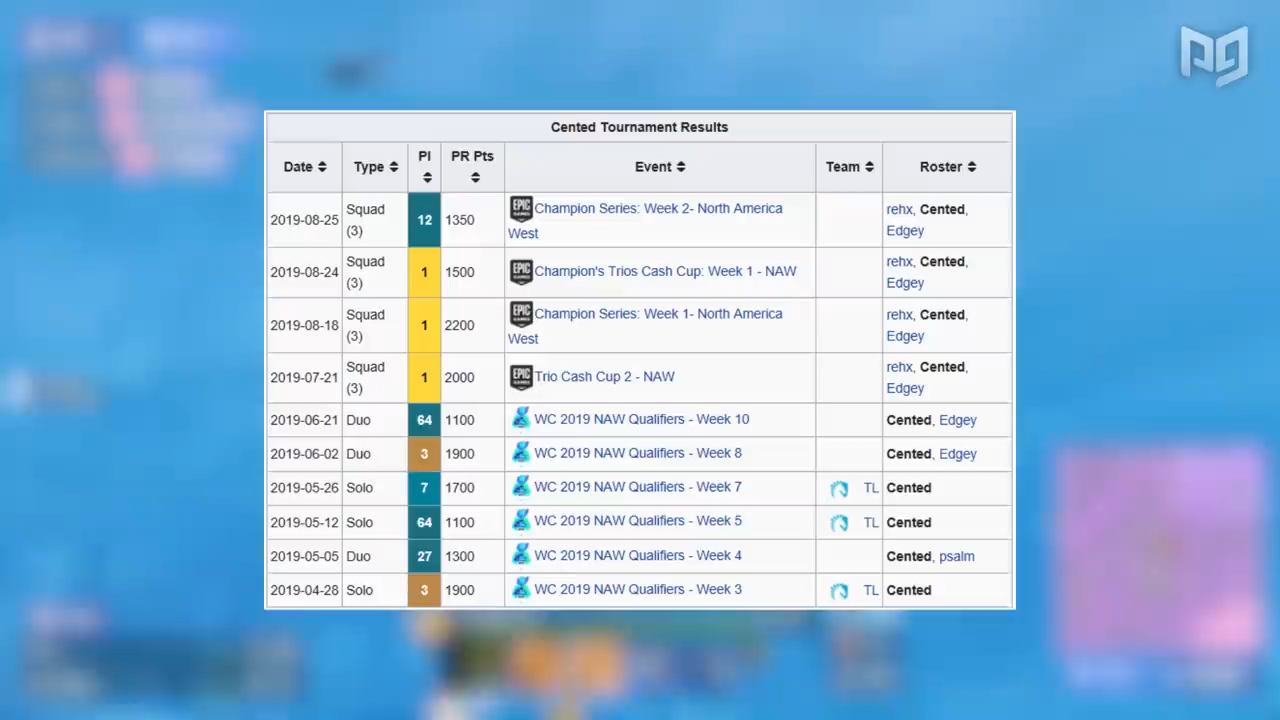 Cented Tournament Results
Date Type Pl PR Pts Event Team Roster
2019-08-25 Squad (3) 12 1350 EPIC GAMES Champion Series: Week 2- North America West rehx, Cented, Edgey
2019-08-24 Squad (3) 1 1500 EPIC GAMES Champion's Trios Cash Cup: Week 1 - NAW rehx, Cented, Edgey
2019-08-18 Squad (3) 1 2200 EPIC GAMES Champion Series: Week 1- North America West rehx, Cented, Edgey
2019-07-21 Squad (3) 1 2000 EPIC GAMES Trio Cash Cup 2 - NAW rehx, Cented, Edgey
2019-06-21 Duo 64 1100 WC 2019 NAW Qualifiers - Week 10 Cented, Edgey
2019-06-02 Duo 3 1900 WC 2019 NAW Qualifiers - Week 8 Cented, Edgey
2019-05-26 Solo 7 1700 WC 2019 NAW Qualifiers - Week 7 TL Cented
2019-05-12 Solo 64 1100 WC 2019 NAW Qualifiers - Week 5 TL Cented
2019-05-05 Duo 27 1300 WC 2019 NAW Qualifiers - Week 4 Cented, psalm
2019-04-28 Solo 3 1900 WC 2019 NAW Qualifiers - Week 3 TL Cented